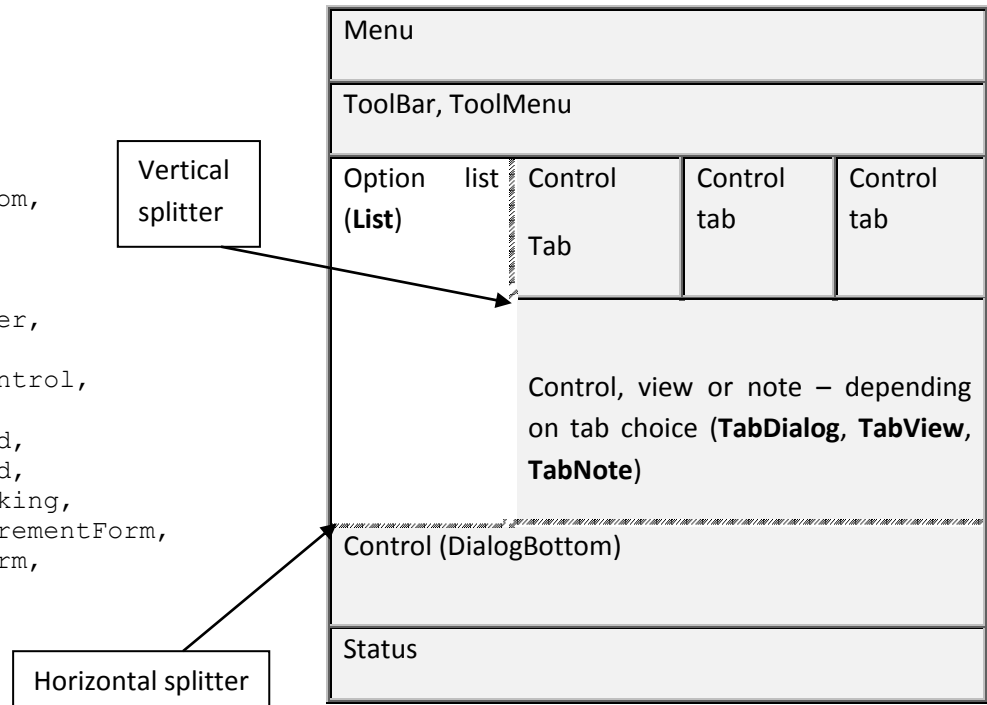 Menu
ToolBar, ToolMenu
Vertical
splitter
Option list
(List)
Control
Tab
Control
tab
Control
tab
Control, view or note – depending
on tab choice (TabDialog, TabView,
TabNote)
Control (DialogBottom)
Status
Horizontal splitter
om,
er,
ntrol,
d,
d,
king,
rementForm,
rm,